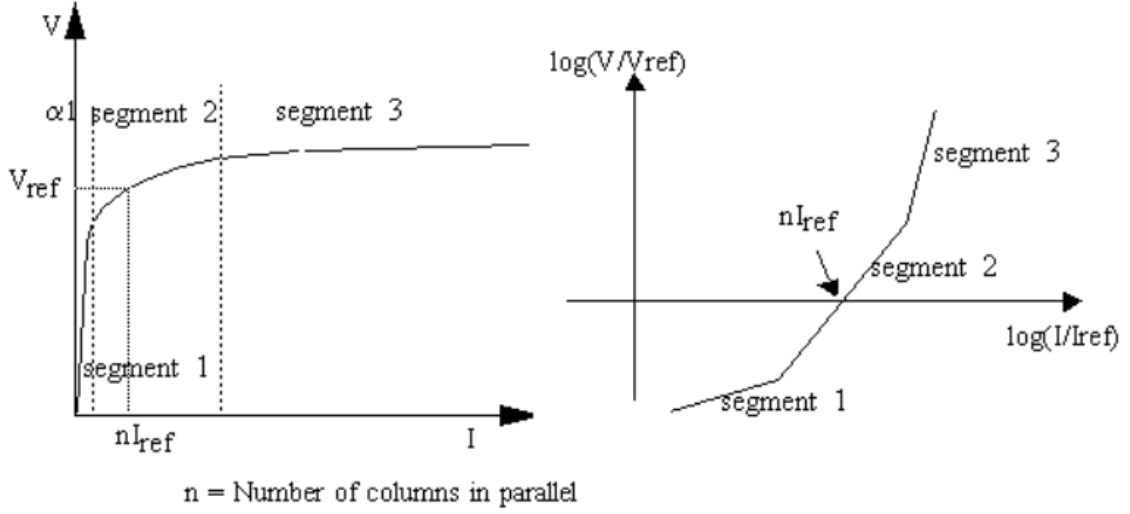 V
α1
segment 2
segment 3
Vref
segment 1
nIref
I
n = Number of columns in parallel
log(V/Vref)
segment 3
nIref
segment 2
log(I/Iref)
segment 1